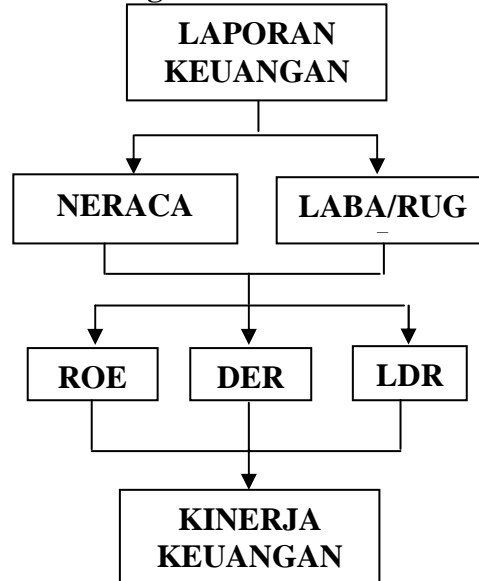 LAPORAN
KEUANGAN
NERACA
LABA/RUG
ROE
DER
LDR
KINERJA
KEUANGAN